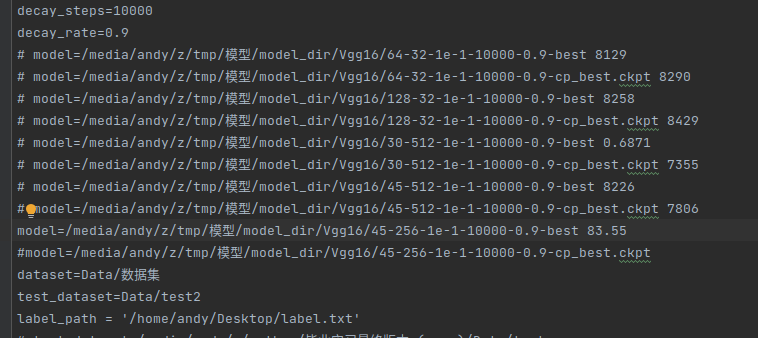 decay_steps=10000
decay_rate=0.9
# model=/media/andy/z/tmp/模型/model_dir/Vgg16/64-32-1e-1-10000-0.9-best 8129
# model=/media/andy/z/tmp/模型/model_dir/Vgg16/64-32-1e-1-10000-0.9-cp_best.ckpt 8290
# model=/media/andy/z/tmp/模型/model_dir/Vgg16/128-32-1e-1-10000-0.9-best 8258
# model=/media/andy/z/tmp/模型/model_dir/Vgg16/128-32-1e-1-10000-0.9-cp_best.ckpt 8429
# model=/media/andy/z/tmp/模型/model_dir/Vgg16/30-512-1e-1-10000-0.9-best 0.6871
# model=/media/andy/z/tmp/模型/model_dir/Vgg16/30-512-1e-1-10000-0.9-cp_best.ckpt 7355
# model=/media/andy/z/tmp/模型/model_dir/Vgg16/45-512-1e-1-10000-0.9-best 8226
# model=/media/andy/z/tmp/模型/model_dir/Vgg16/45-512-1e-1-10000-0.9-cp_best.ckpt 7806
model=/media/andy/z/tmp/模型/model_dir/Vgg16/45-256-1e-1-10000-0.9-best 83.55
#model=/media/andy/z/tmp/模型/model_dir/Vgg16/45-256-1e-1-10000-0.9-cp_best.ckpt
dataset=Data/数据集
test_dataset=Data/test2
label_path = '/home/andy/Desktop/label.txt'